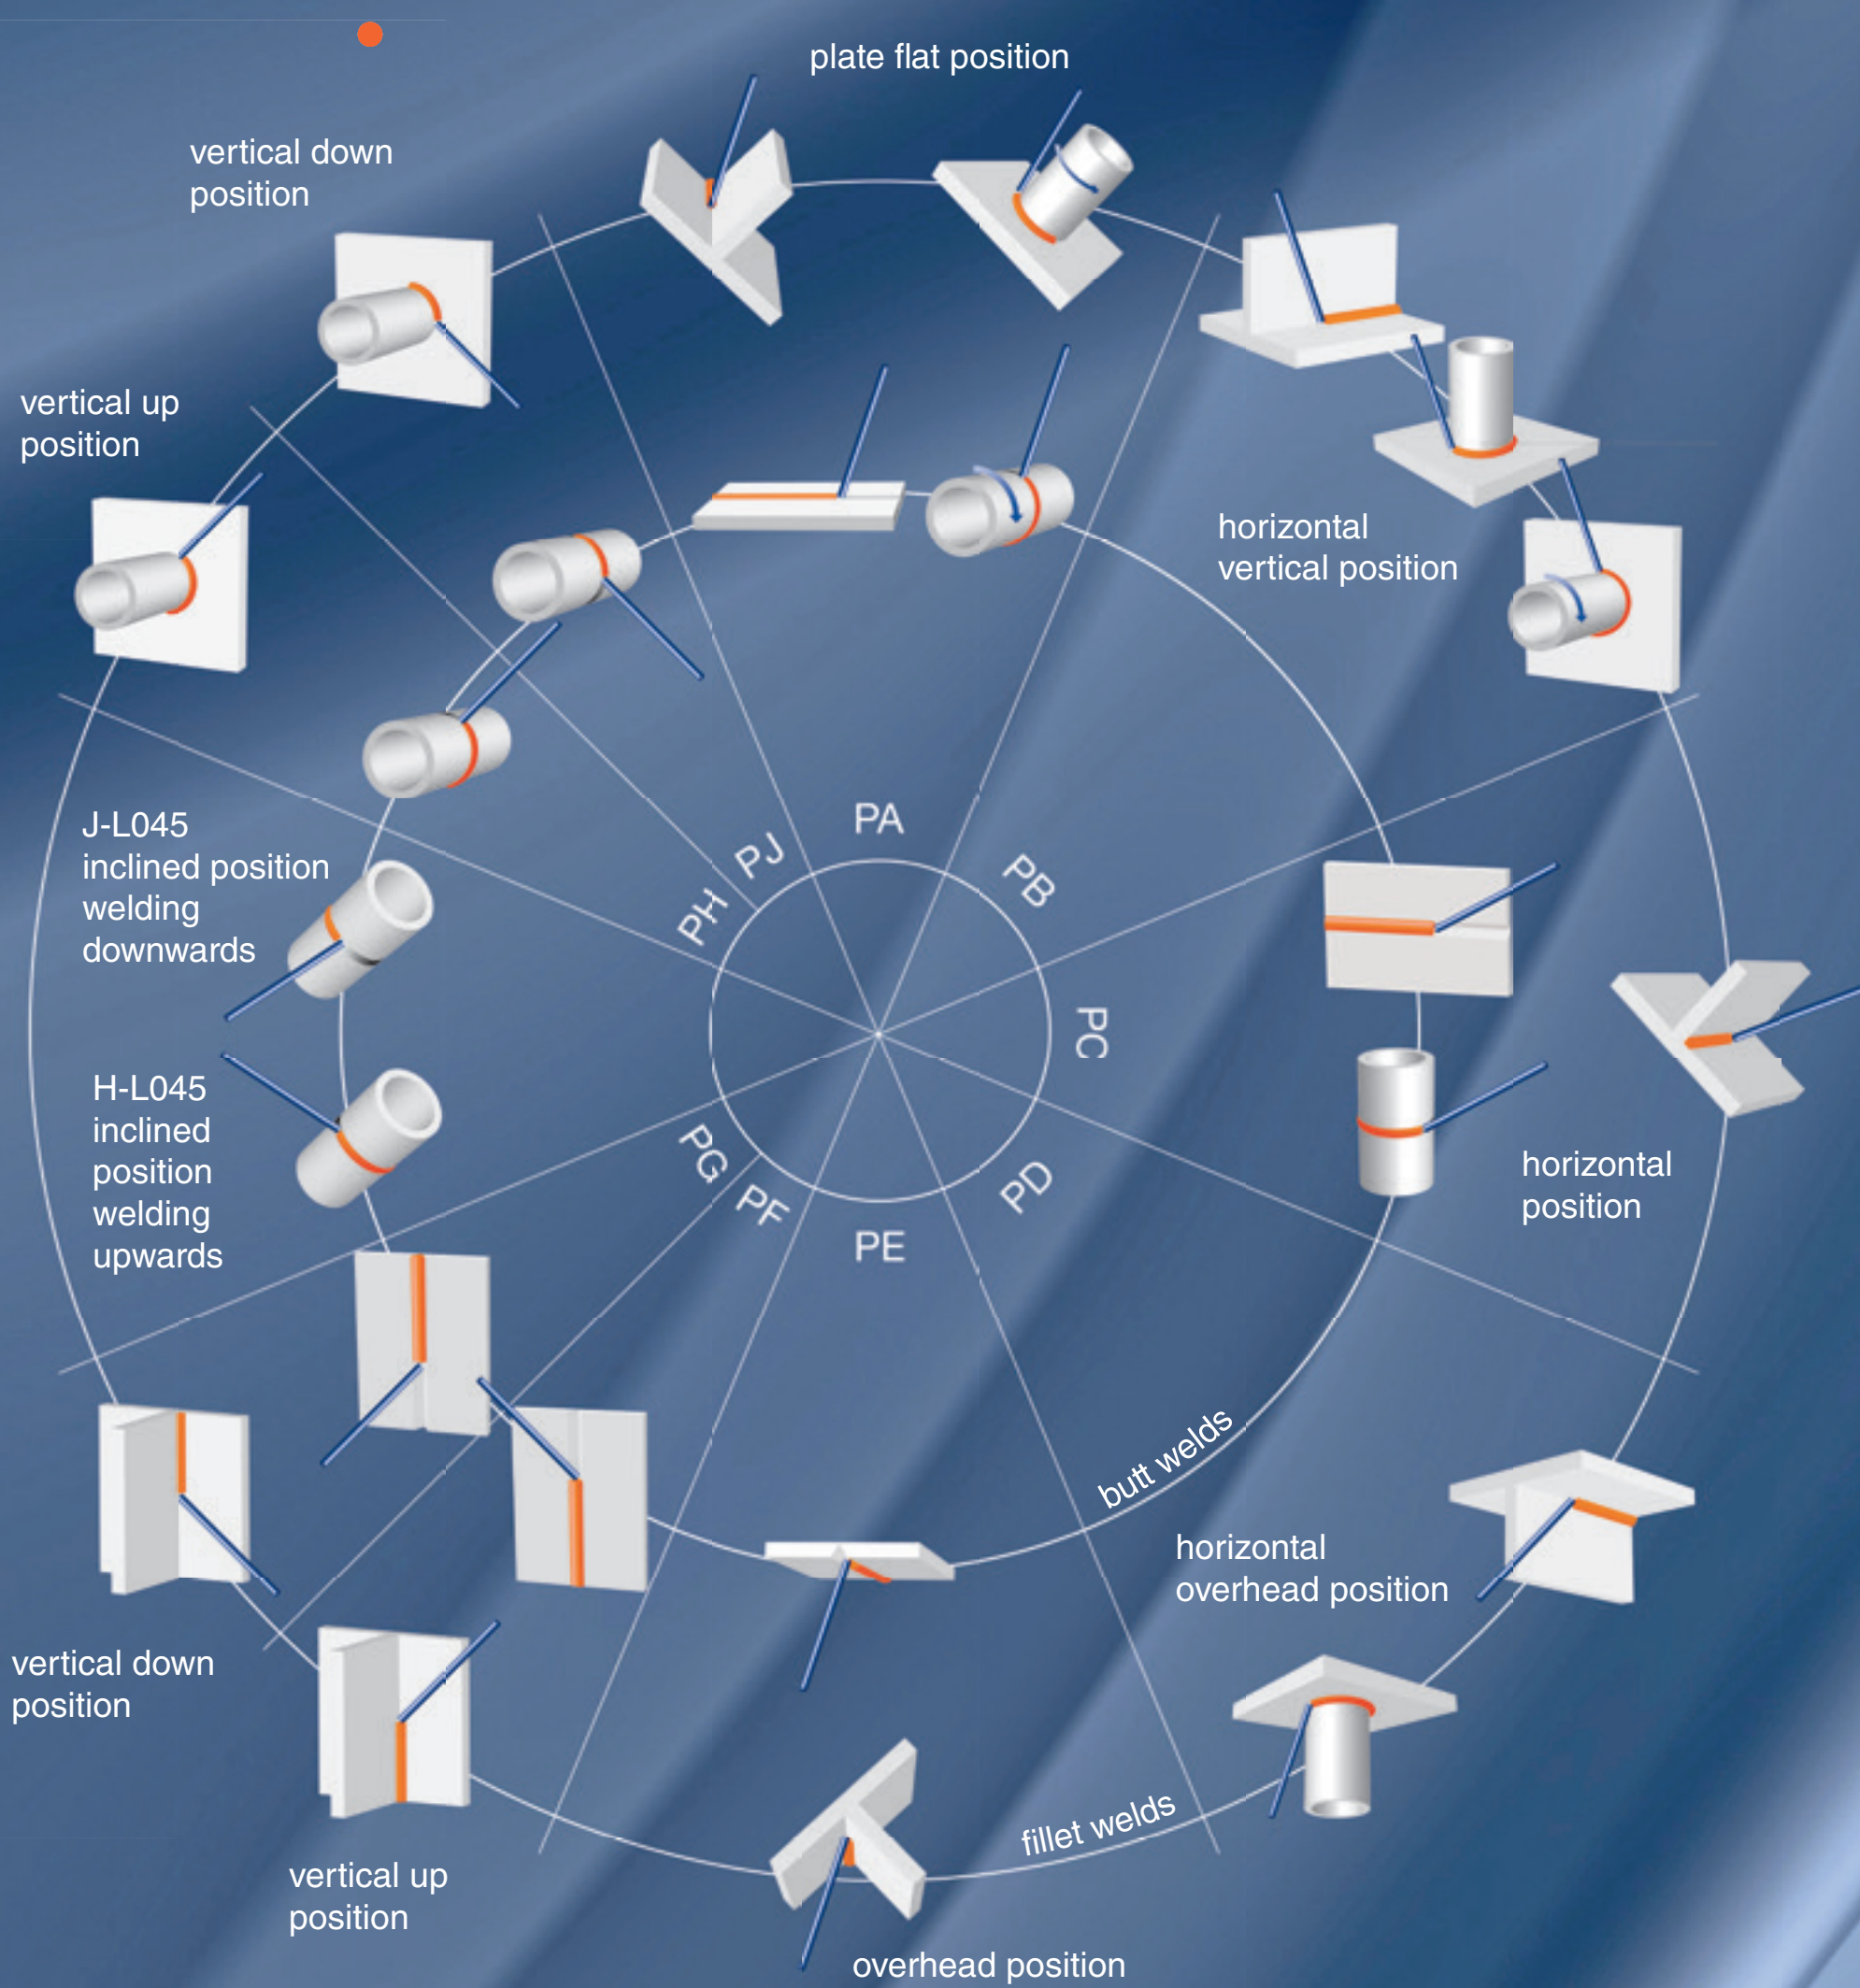 plate flat position
vertical down
position
vertical up
position
horizontal
vertical position
J-L045
inclined position
welding
downwards
PA
PJ
PB
PH
PC
H-L045
inclined
position
welding
upwards
PG
PF
PE
PD
horizontal
position
butt welds
horizontal
overhead position
vertical down
position
fillet welds
vertical up
position
overhead position